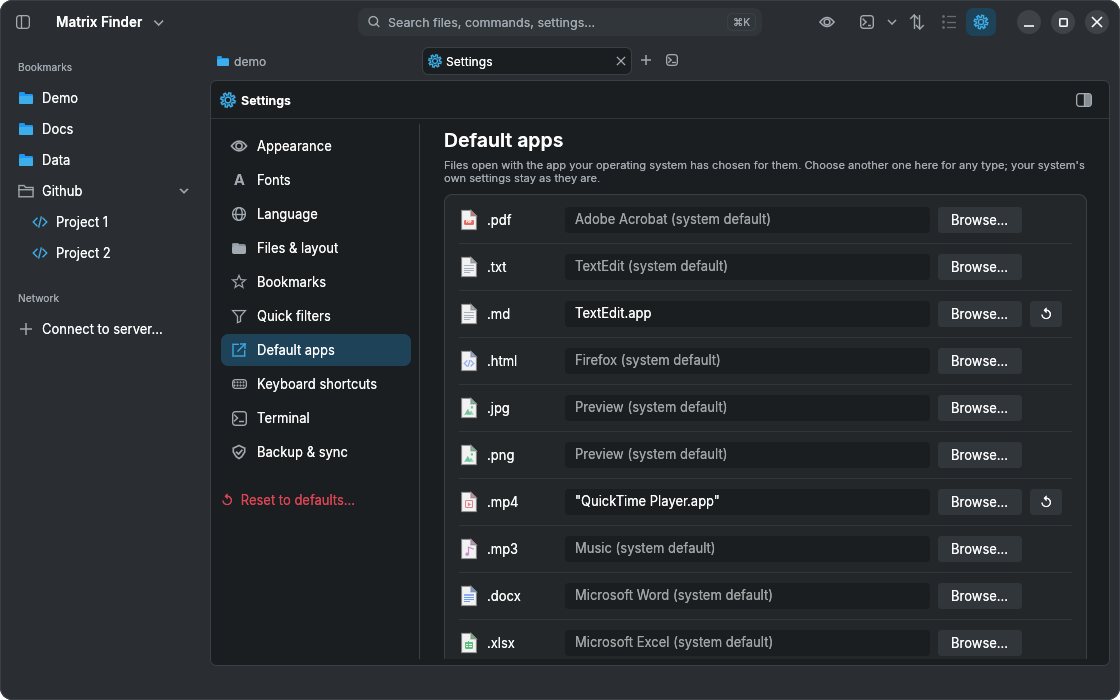 Matrix Finder
Search files, commands, settings...
⌘K
Bookmarks
Demo
Docs
Data
Github
Project 1
Project 2
Network
Connect to server...
demo
Settings
Settings
Appearance
Fonts
Language
Files & layout
Bookmarks
Quick filters
Default apps
Keyboard shortcuts
Terminal
Backup & sync
Reset to defaults...
Default apps
Files open with the app your operating system has chosen for them. Choose another one here for any type; your system's
own settings stay as they are.
.pdf Adobe Acrobat (system default) Browse...
.txt TextEdit (system default) Browse...
.md TextEdit.app Browse...
.html Firefox (system default) Browse...
.jpg Preview (system default) Browse...
.png Preview (system default) Browse...
.mp4 "QuickTime Player.app" Browse...
.mp3 Music (system default) Browse...
.docx Microsoft Word (system default) Browse...
.xlsx Microsoft Excel (system default) Browse...